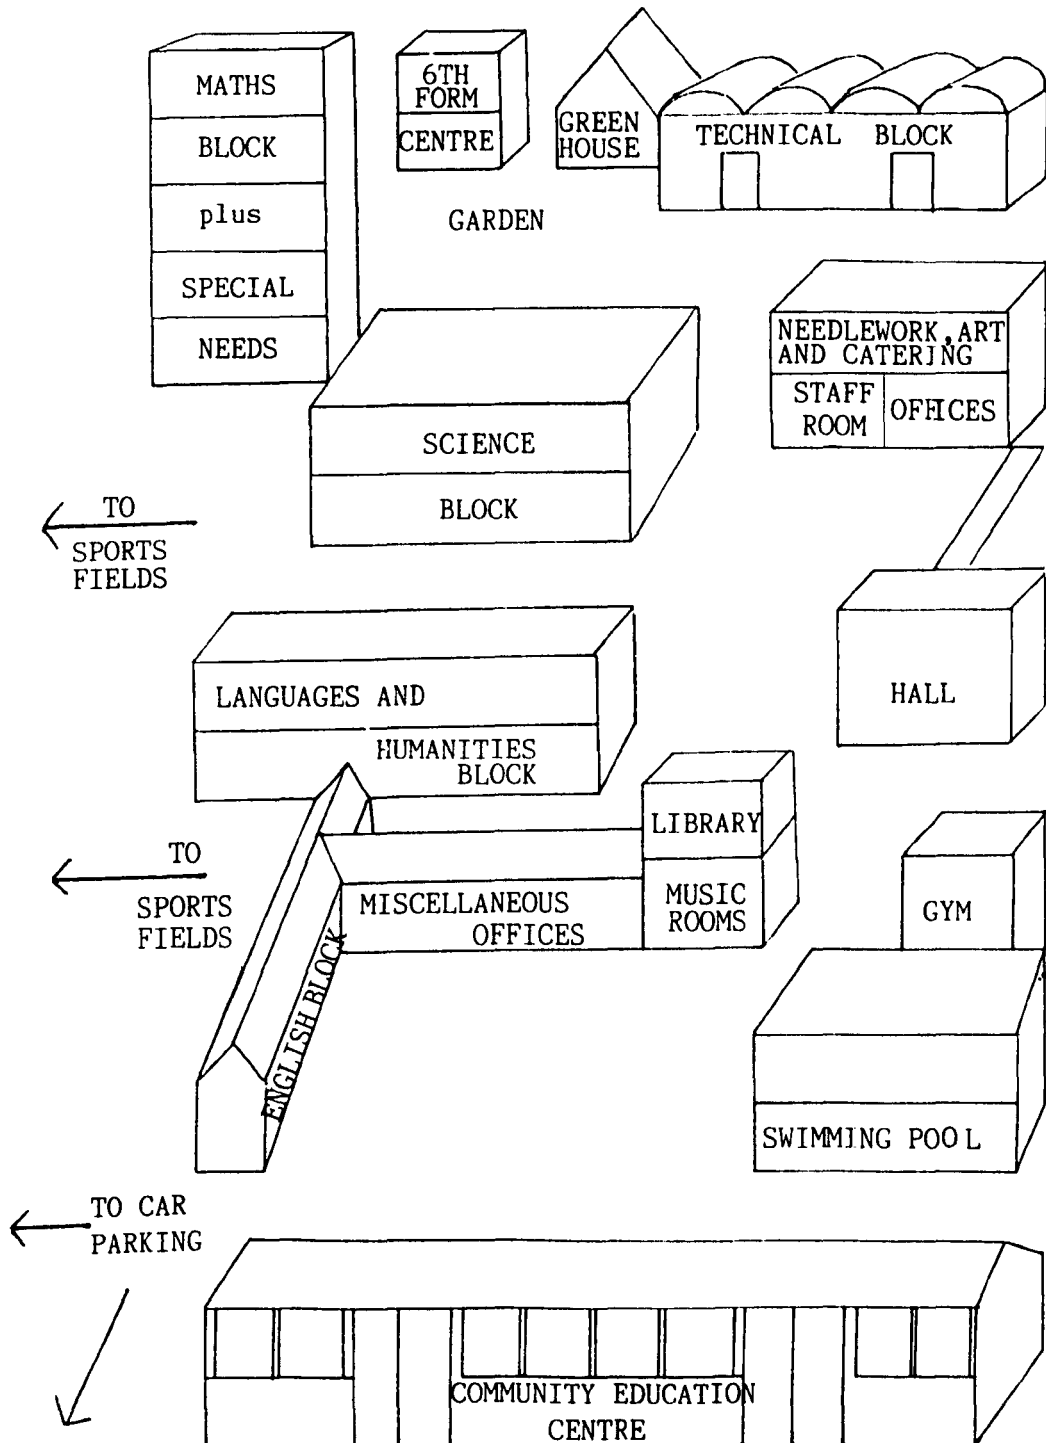 MATHS
BLOCK
plus
SPECIAL
NEEDS
6TH
FORM
CENTRE
GREEN
HOUSE
TECHNICAL BLOCK
GARDEN
NEEDLEWORK, ART
AND CATERING
STAFF
ROOM
OFFICES
SCIENCE
BLOCK
TO
SPORTS
FIELDS
LANGUAGES AND
HUMANITIES
BLOCK
HALL
LIBRARY
MUSIC
ROOMS
TO
SPORTS
FIELDS
MISCELLANEOUS
OFFICES
GYM
ENGLISH BLOCK
SWIMMING POOL
TO CAR
PARKING
COMMUNITY EDUCATION
CENTRE